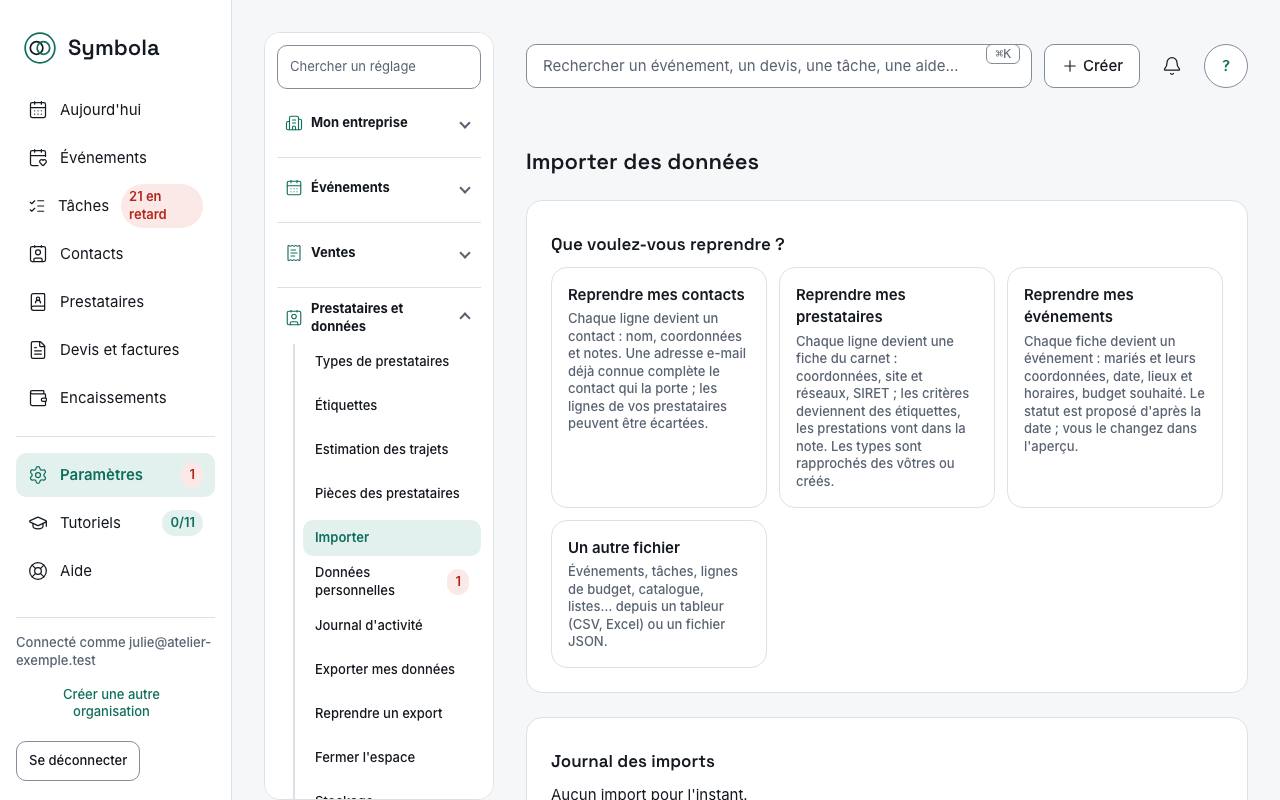 Symbola
Aujourd'hui
Événements
Tâches
21 en
retard
Contacts
Prestataires
Devis et factures
Encaissements
Paramètres
1
Tutoriels
0/11
Aide
Connecté comme julie@atelier-
exemple.test
Créer une autre
organisation
Se déconnecter
Chercher un réglage
Mon entreprise
Événements
Ventes
Prestataires et
données
Types de prestataires
Étiquettes
Estimation des trajets
Pièces des prestataires
Importer
Données
personnelles
1
Journal d'activité
Exporter mes données
Reprendre un export
Fermer l'espace
Rechercher un événement, un devis, une tâche, une aide...
⌘K
Créer
?
Importer des données
Que voulez-vous reprendre ?
Reprendre mes contacts
Chaque ligne devient un
contact : nom, coordonnées
et notes. Une adresse e-mail
déjà connue complète le
contact qui la porte ; les
lignes de vos prestataires
peuvent être écartées.
Reprendre mes
prestataires
Chaque ligne devient une
fiche du carnet :
coordonnées, site et
réseaux, SIRET ; les critères
deviennent des étiquettes,
les prestations vont dans la
note. Les types sont
rapprochés des vôtres ou
créés.
Reprendre mes
événements
Chaque fiche devient un
événement : mariés et leurs
coordonnées, date, lieux et
horaires, budget souhaité. Le
statut est proposé d'après la
date ; vous le changez dans
l'aperçu.
Un autre fichier
Événements, tâches, lignes
de budget, catalogue,
listes... depuis un tableur
(CSV, Excel) ou un fichier
JSON.
Journal des imports
Aucun import pour l'instant.